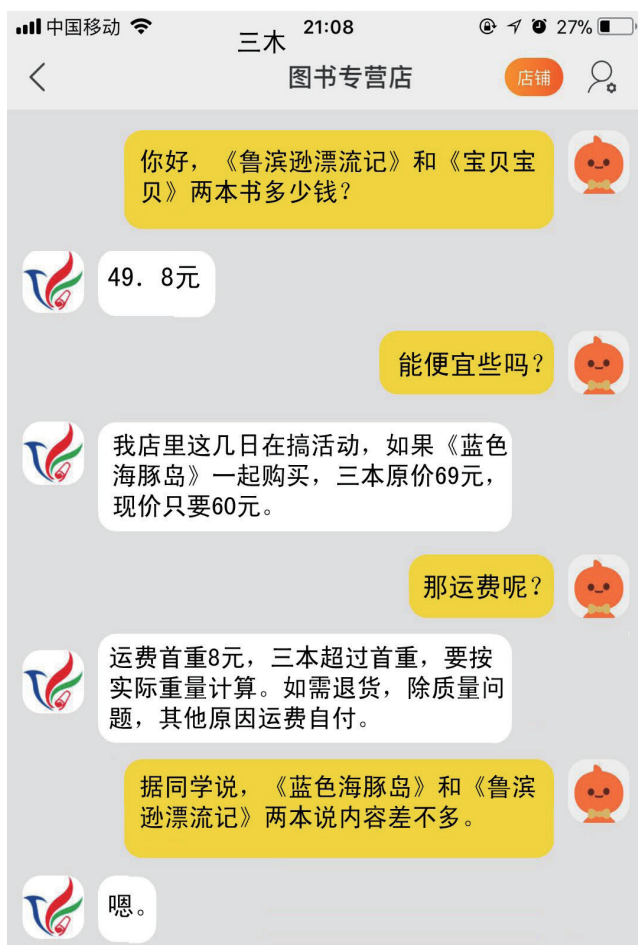 中国移动
三木
21:08
27%
图书专营店
店铺
你好，《鲁滨逊漂流记》和《宝贝宝
贝》两本书多少钱？
49. 8元
能便宜些吗？
我店里这几日在搞活动，如果《蓝色
海豚岛》一起购买，三本原价69元，
现价只要60元。
那运费呢？
运费首重8元，三本超过首重，要按
实际重量计算。如需退货，除质量问
题，其他原因运费自付。
据同学说，《蓝色海豚岛》和《鲁滨
逊漂流记》两本说内容差不多。
嗯。